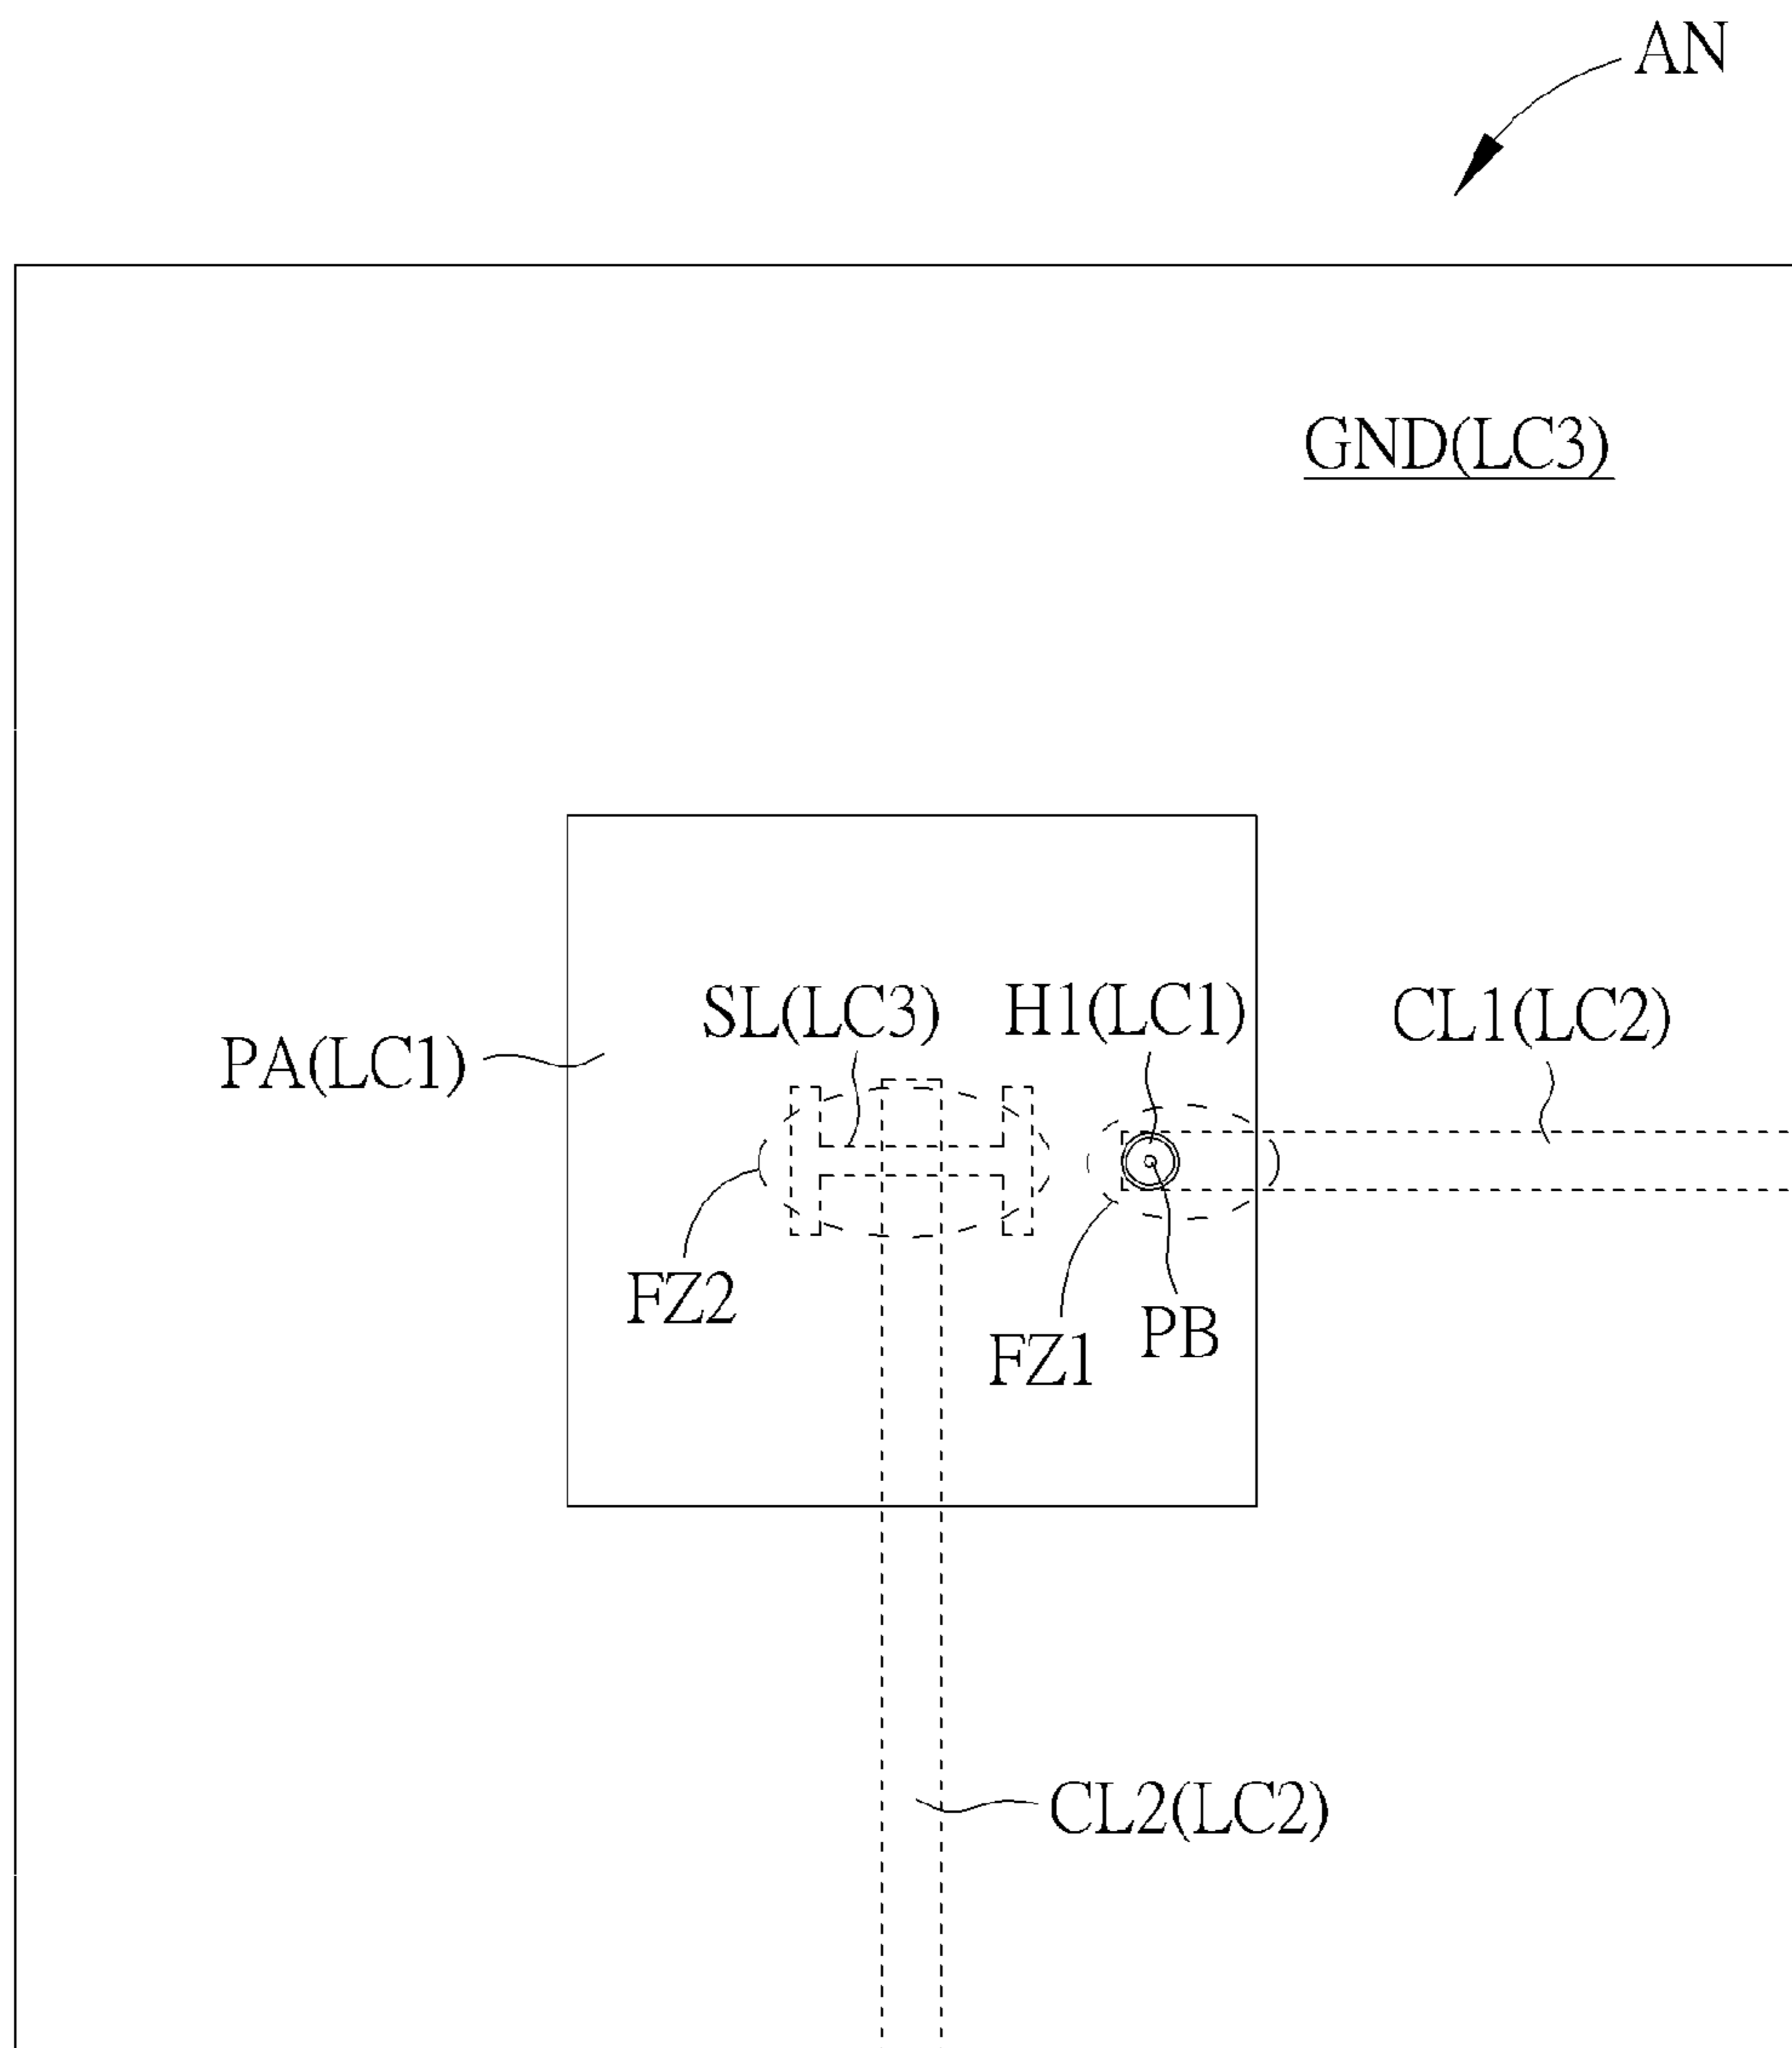 AN
GND(LC3)
SL(LC3)
H1(LC1)
CL1(LC2)
PA(LC1)
FZ2
FZ1
PB
CL2(LC2)